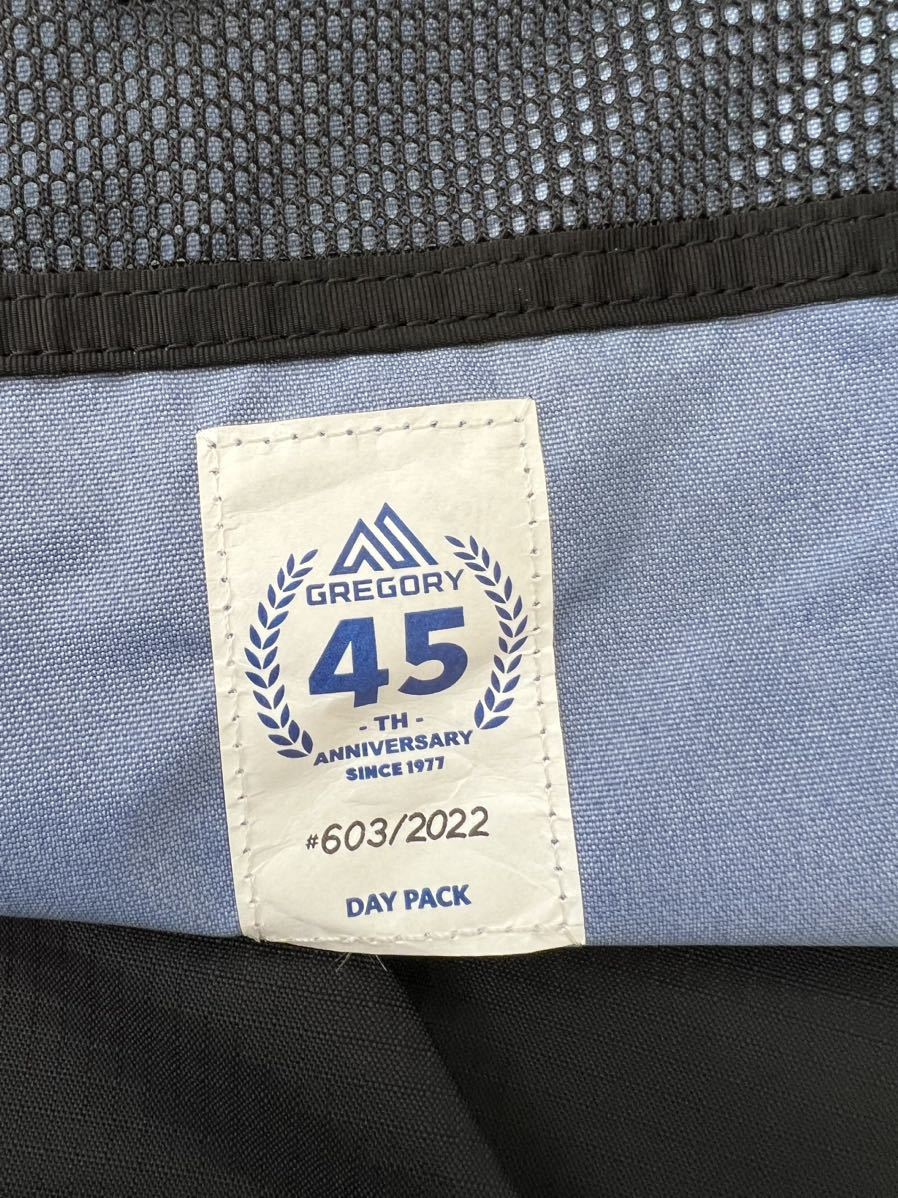 GREGORY
45
- TH -
ANNIVERSARY
SINCE 1977
#603/2022
DAY PACK